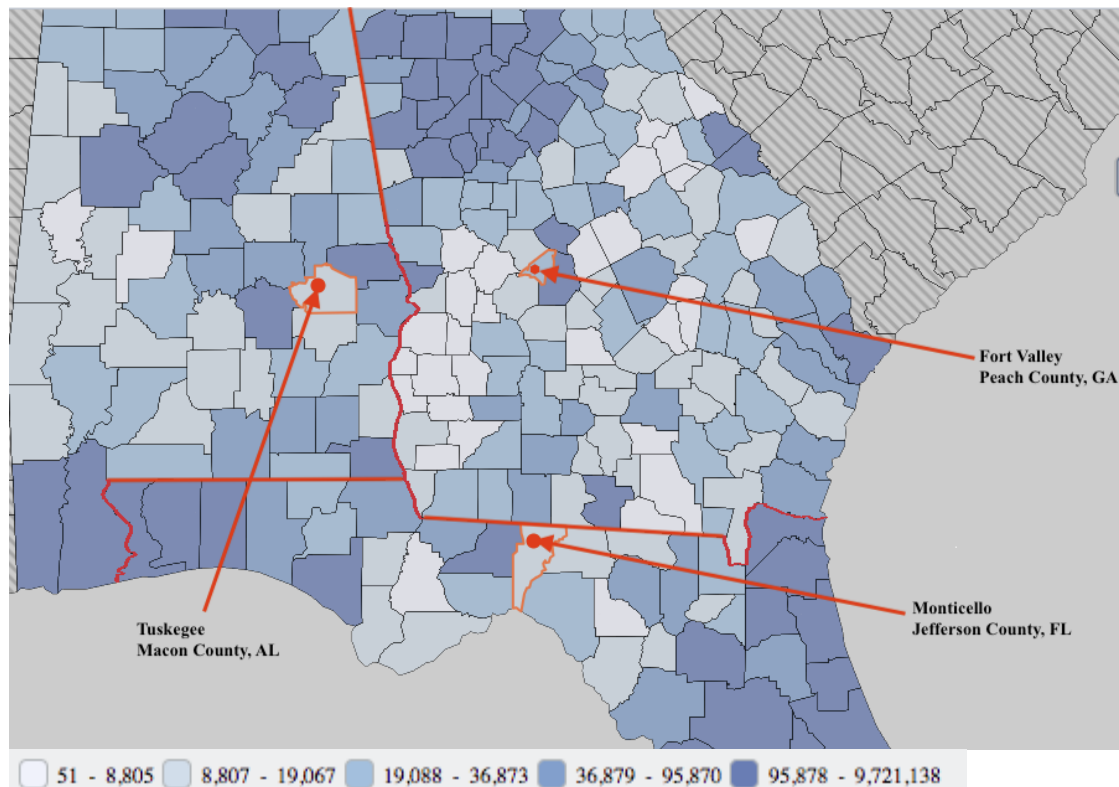 Fort Valley
Peach County, GA
Monticello
Jefferson County, FL
Tuskegee
Macon County, AL
51 - 8,805 8,807 - 19,067 19,088 - 36,873 36,879 - 95,870 95,878 - 9,721,138